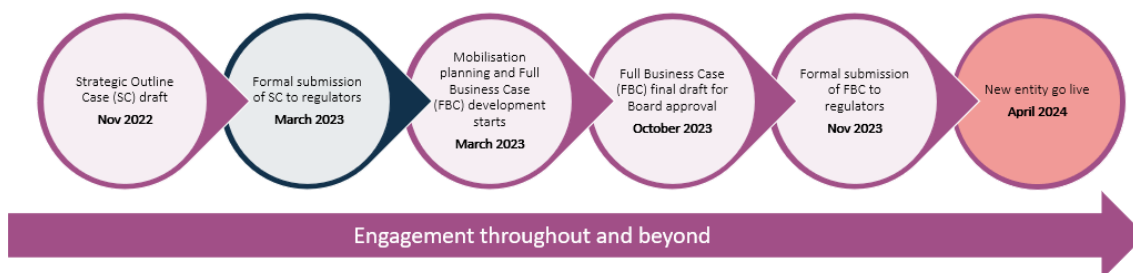 Strategic Outline
Case (SC) draft
Nov 2022
Formal submission
of SC to regulators
March 2023
Mobilisation
planning and Full
Business Case
(FBC) development
starts
March 2023
Full Business Case
(FBC) final draft for
Board approval
October 2023
Formal submission
of FBC to
regulators
Nov 2023
New entity go live
April 2024
Engagement throughout and beyond